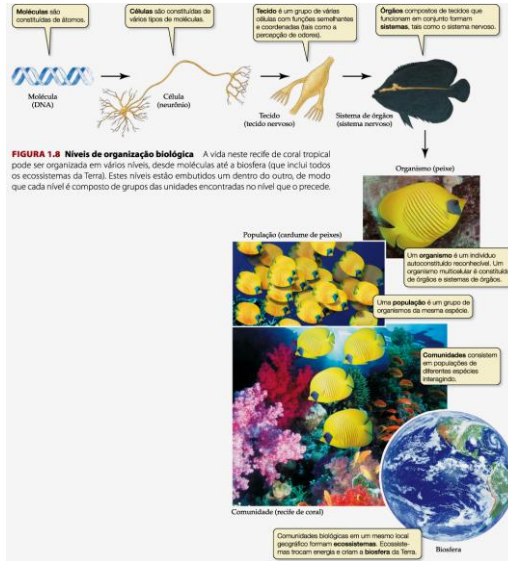 Moléculas são
constituídas de átomos.
Células são constituídas de
vários tipos de moléculas.
Tecido é um grupo de várias
células com funções semelhantes
e coordenadas (tais como a
percepção de odores).
Órgãos compostos de tecidos que
funcionam em conjunto formam
sistemas, tais como o sistema nervoso.
Molécula
(DNA)
Célula
(neurônio)
Tecido
(tecido nervoso)
Sistema de órgãos
(sistema nervoso)
FIGURA 1.8 Níveis de organização biológica A vida neste recife de coral tropical
pode ser organizada em vários níveis, desde moléculas até a biosfera (que inclui todos
os ecossistemas da Terra). Estes níveis estão embutidos um dentro do outro, de modo
que cada nível é composto de grupos das unidades encontradas no nível que o precede.
Organismo (peixe)
Um organismo é um indivíduo
autoconstituído reconhecível. Um
organismo multicelular é constituído
de órgãos e sistemas de órgãos.
População (cardume de peixes)
Uma população é um grupo de
organismos da mesma espécie.
Comunidades consistem
em populações de
diferentes espécies
interagindo.
Comunidade (recife de coral)
Comunidades biológicas em um mesmo local
geográfico formam ecossistemas. Ecossiste-
mas trocam energia e criam a biosfera da Terra.
Biosfera